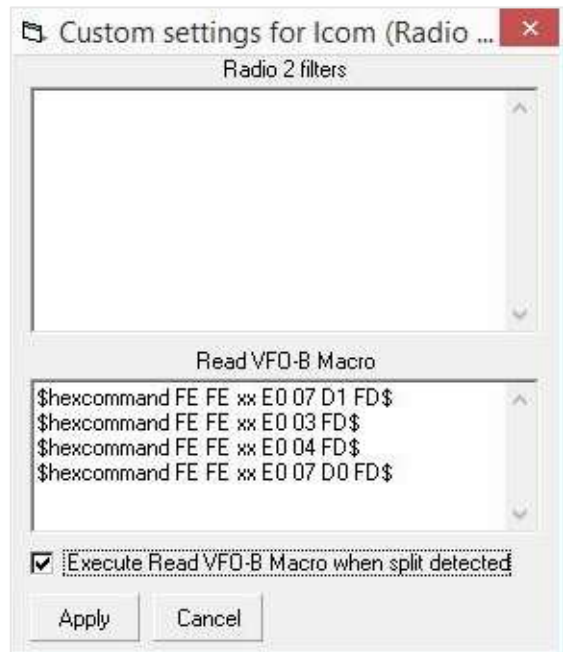 Custom settings for Icom (Radio ...
Radio 2 filters
Read VFO-B Macro
$hexcommand FE FE xx E0 07 D1 FD$
$hexcommand FE FE xx E0 03 FD$
$hexcommand FE FE xx E0 04 FD$
$hexcommand FE FE xx E0 07 D0 FD$
Execute Read VFO-B Macro when split detected
Apply Cancel